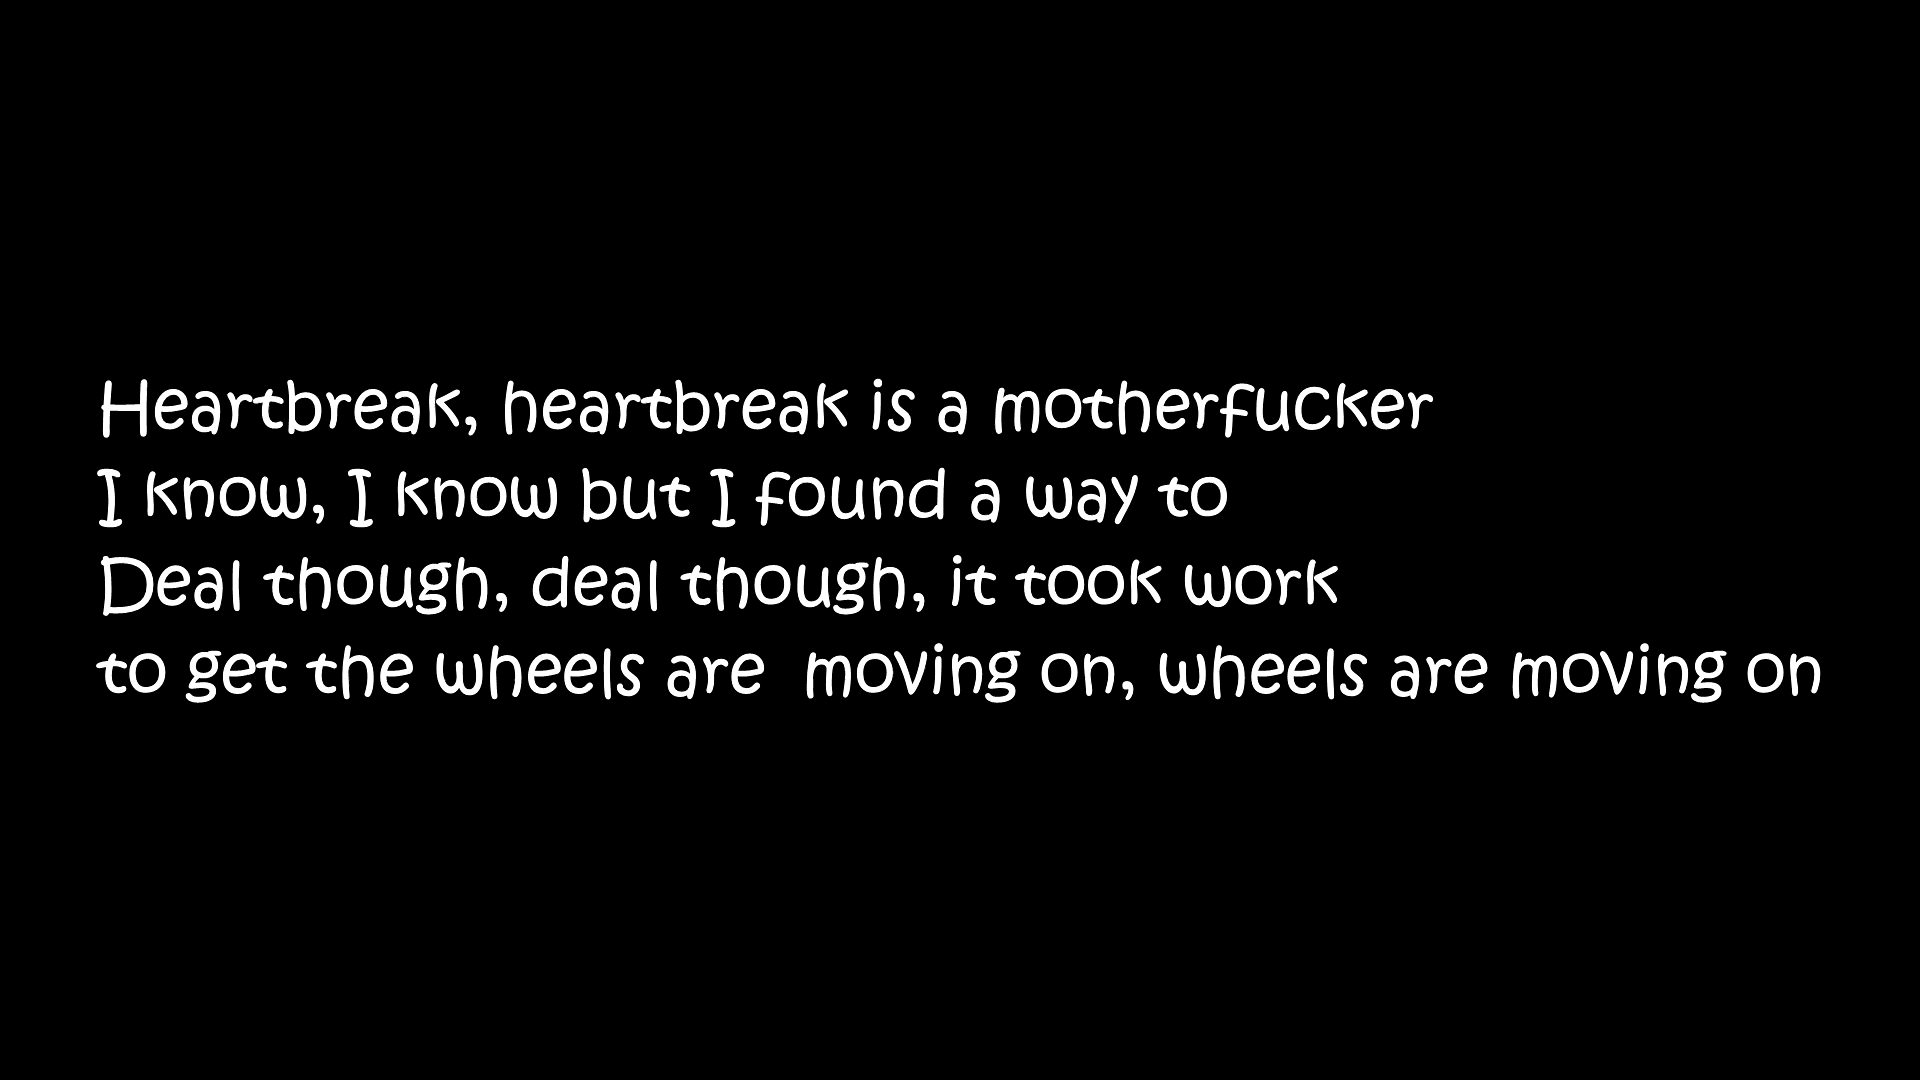 Heartbreak, heartbreak is a motherfucker
I know, I know but I found a way to
Deal though, deal though, it took work
to get the wheels are  moving on, wheels are moving on